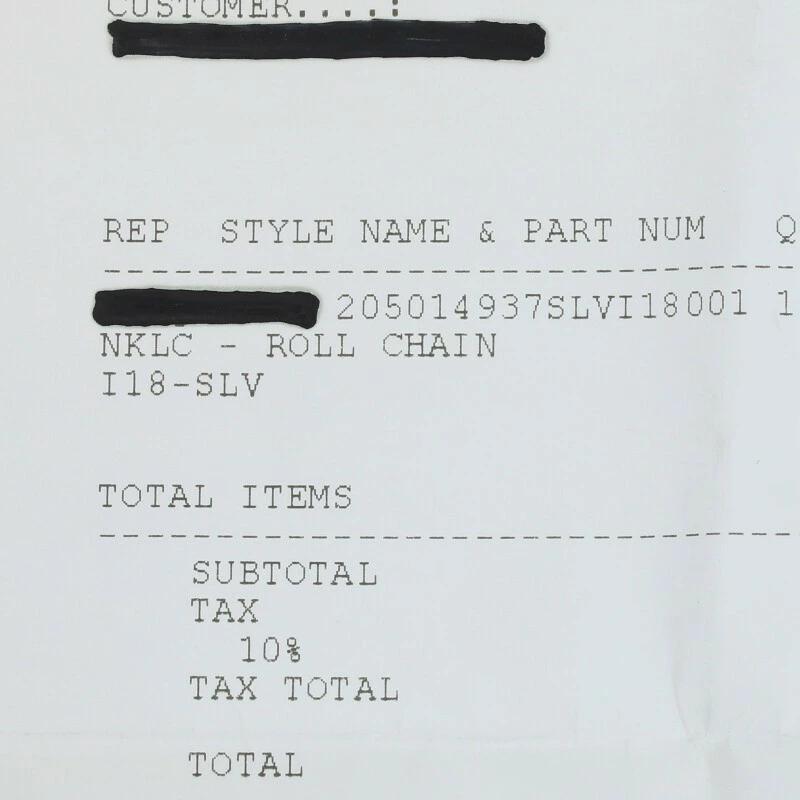 CUSTOMER....:
REP STYLE NAME & PART NUM Q
--------------------------------------------
205014937SLVI18001 1
NKLC - ROLL CHAIN
I18-SLV
TOTAL ITEMS
--------------------------------------------
SUBTOTAL
TAX
10%
TAX TOTAL
TOTAL